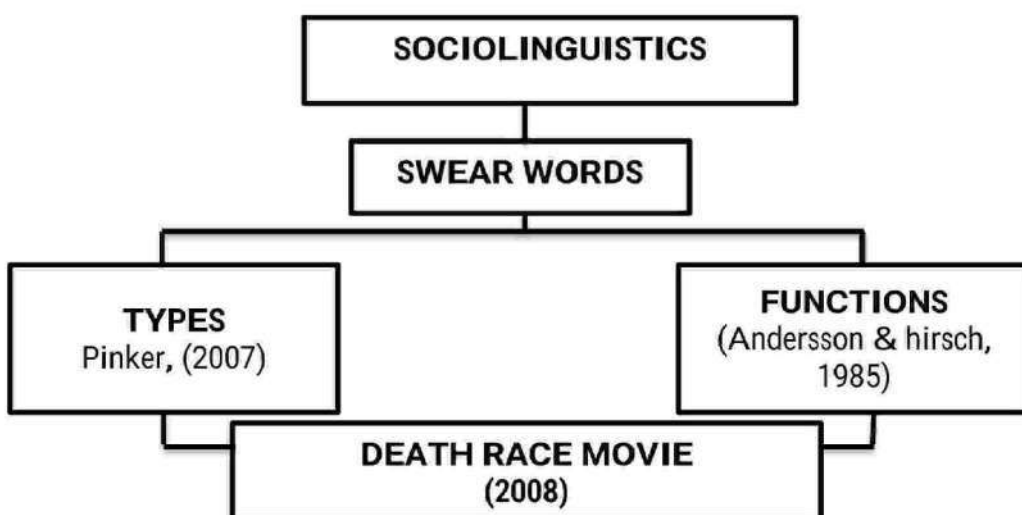 SOCIOLINGUISTICS
SWEAR WORDS
TYPES
Pinker, (2007)
FUNCTIONS
(Andersson & hirsch,
1985)
DEATH RACE MOVIE
(2008)